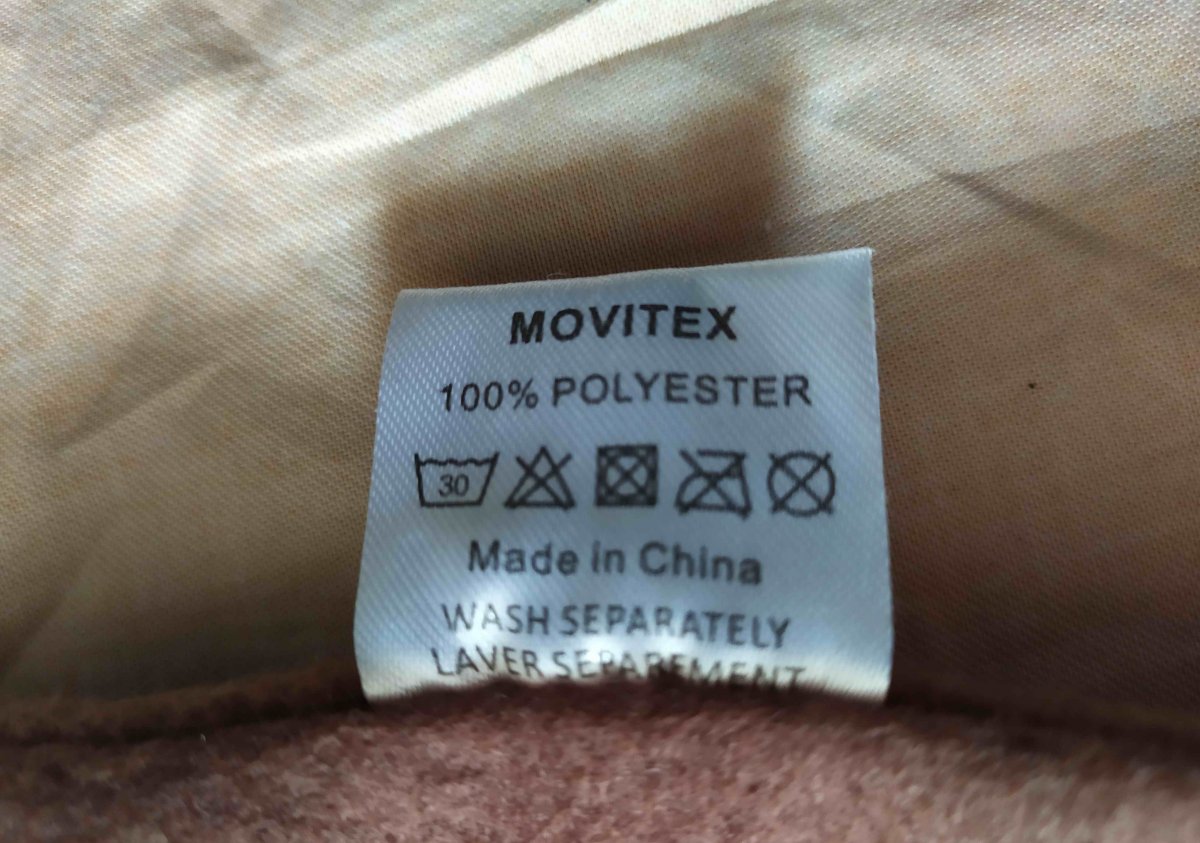 MOVITEX
100% POLYESTER
30
Made in China
WASH SEPARATELY
LAVER SEPAREMENT